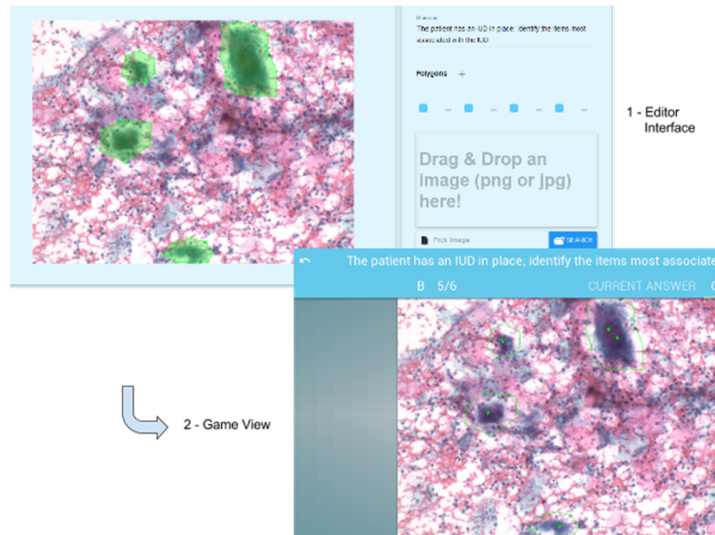 The patient has an IUD in place; identify the items most
associated with the IUD
Polygons +
Drag & Drop an
image (png or jpg)
here!
Pick Image
SEARCH
1 - Editor
Interface
The patient has an IUD in place; identify the items most associate
B 5/6 CURRENT ANSWER
2 - Game View